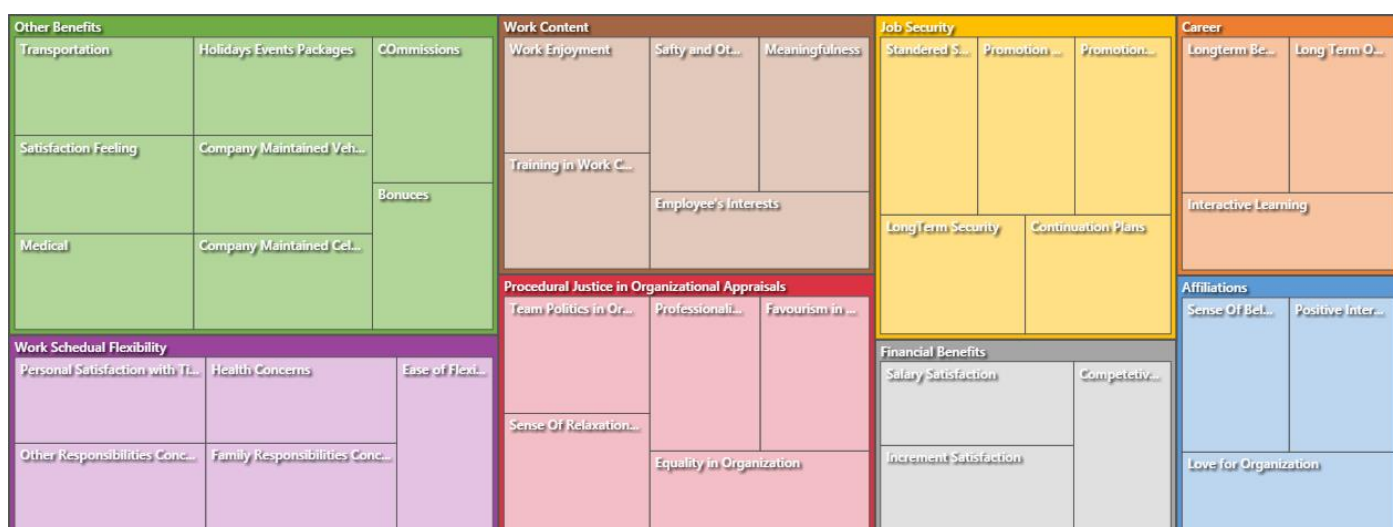 Other Benefits
Transportation
Holidays Events Packages
COmmissions
Satisfaction Feeling
Company Maintained Veh...
Bonuces
Medical
Company Maintained Cel...
Work Schedual Flexibility
Personal Satisfaction with Ti...
Health Concerns
Ease of Flexi...
Other Responsibilities Conc...
Family Responsibilities Conc...
Work Content
Work Enjoyment
Safty and Ot...
Meaningfulness
Training in Work C...
Employee's Interests
Procedural Justice in Organizational Appraisals
Team Politics in Or...
Professionali...
Favourism in ...
Sense Of Relaxation...
Equality in Organization
Job Security
Standered S...
Promotion ...
Promotion...
LongTerm Security
Continuation Plans
Financial Benefits
Salary Satisfaction
Competetiv...
Increment Satisfaction
Career
Longterm Be...
Long Term O...
Interactive Learning
Affiliations
Sense Of Bel...
Positive Inter...
Love for Organization